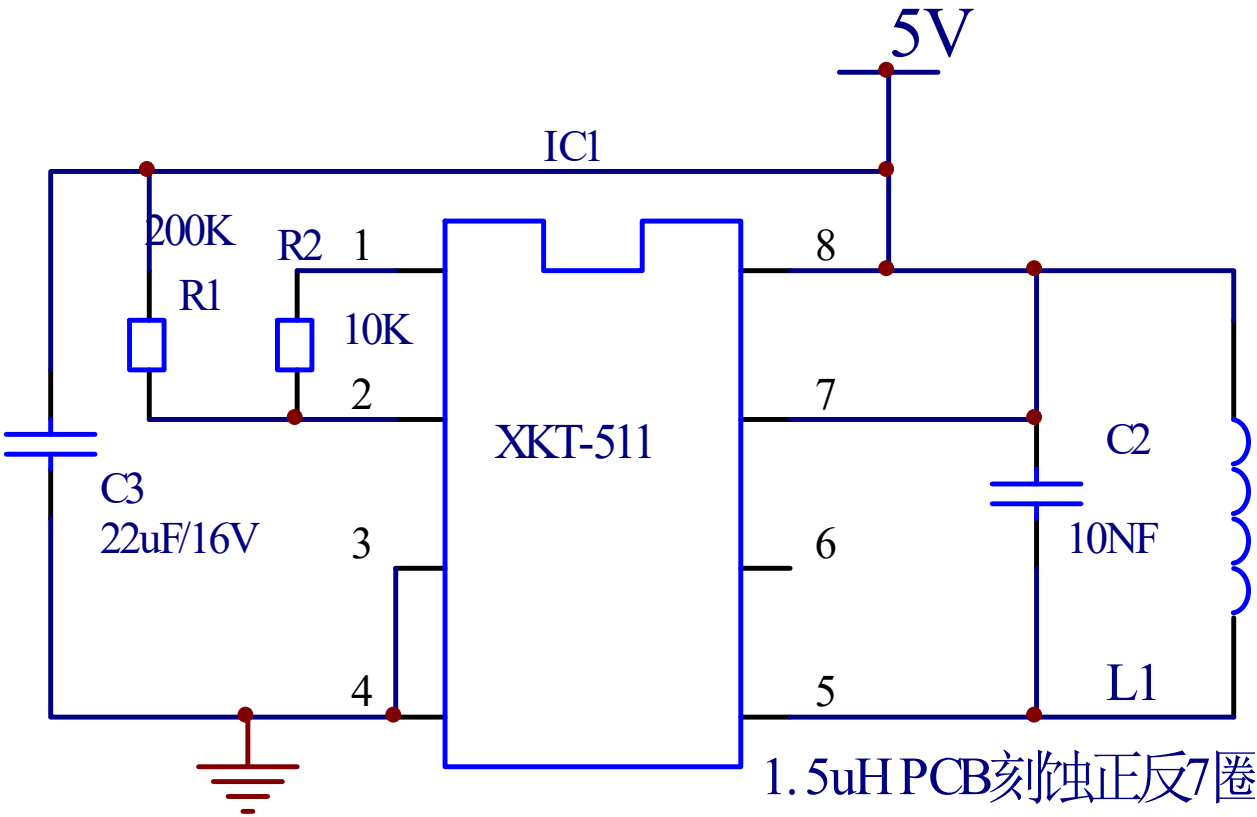 5V
IC1
200K
R2
1
8
R1
10K
2
7
XKT-511
C2
C3
22uF/16V
3
6
10NF
4
5
L1
1.5uH PCB刻蚀正反7圈